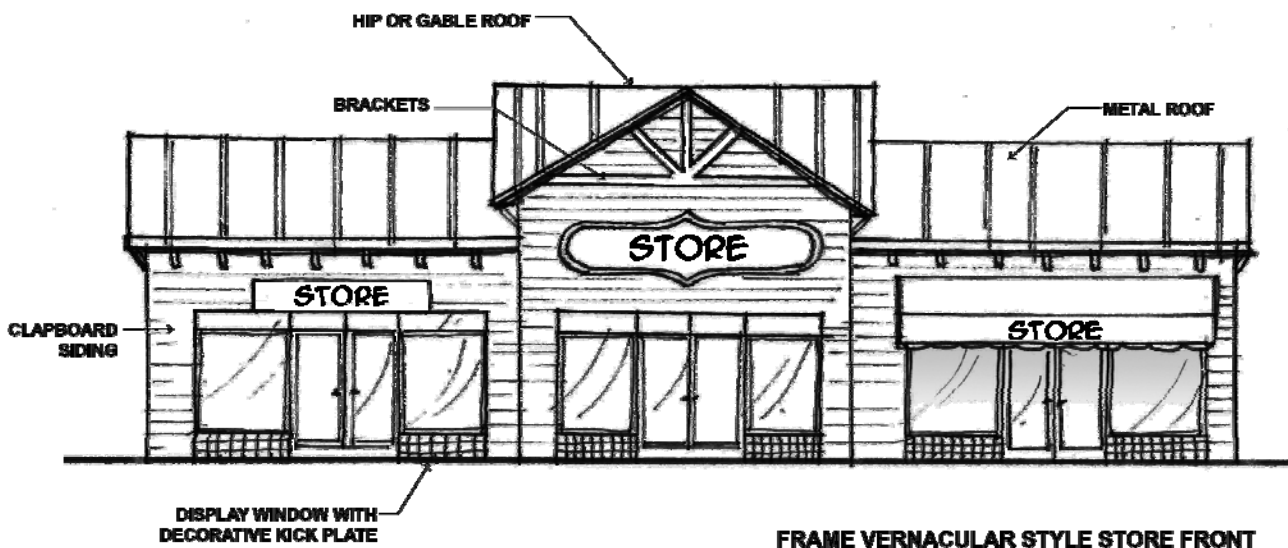 HIP OR GABLE ROOF
BRACKETS
METAL ROOF
STORE
STORE
STORE
CLAPBOARD
SIDING
DISPLAY WINDOW WITH
DECORATIVE KICK PLATE
FRAME VERNACULAR STYLE STORE FRONT